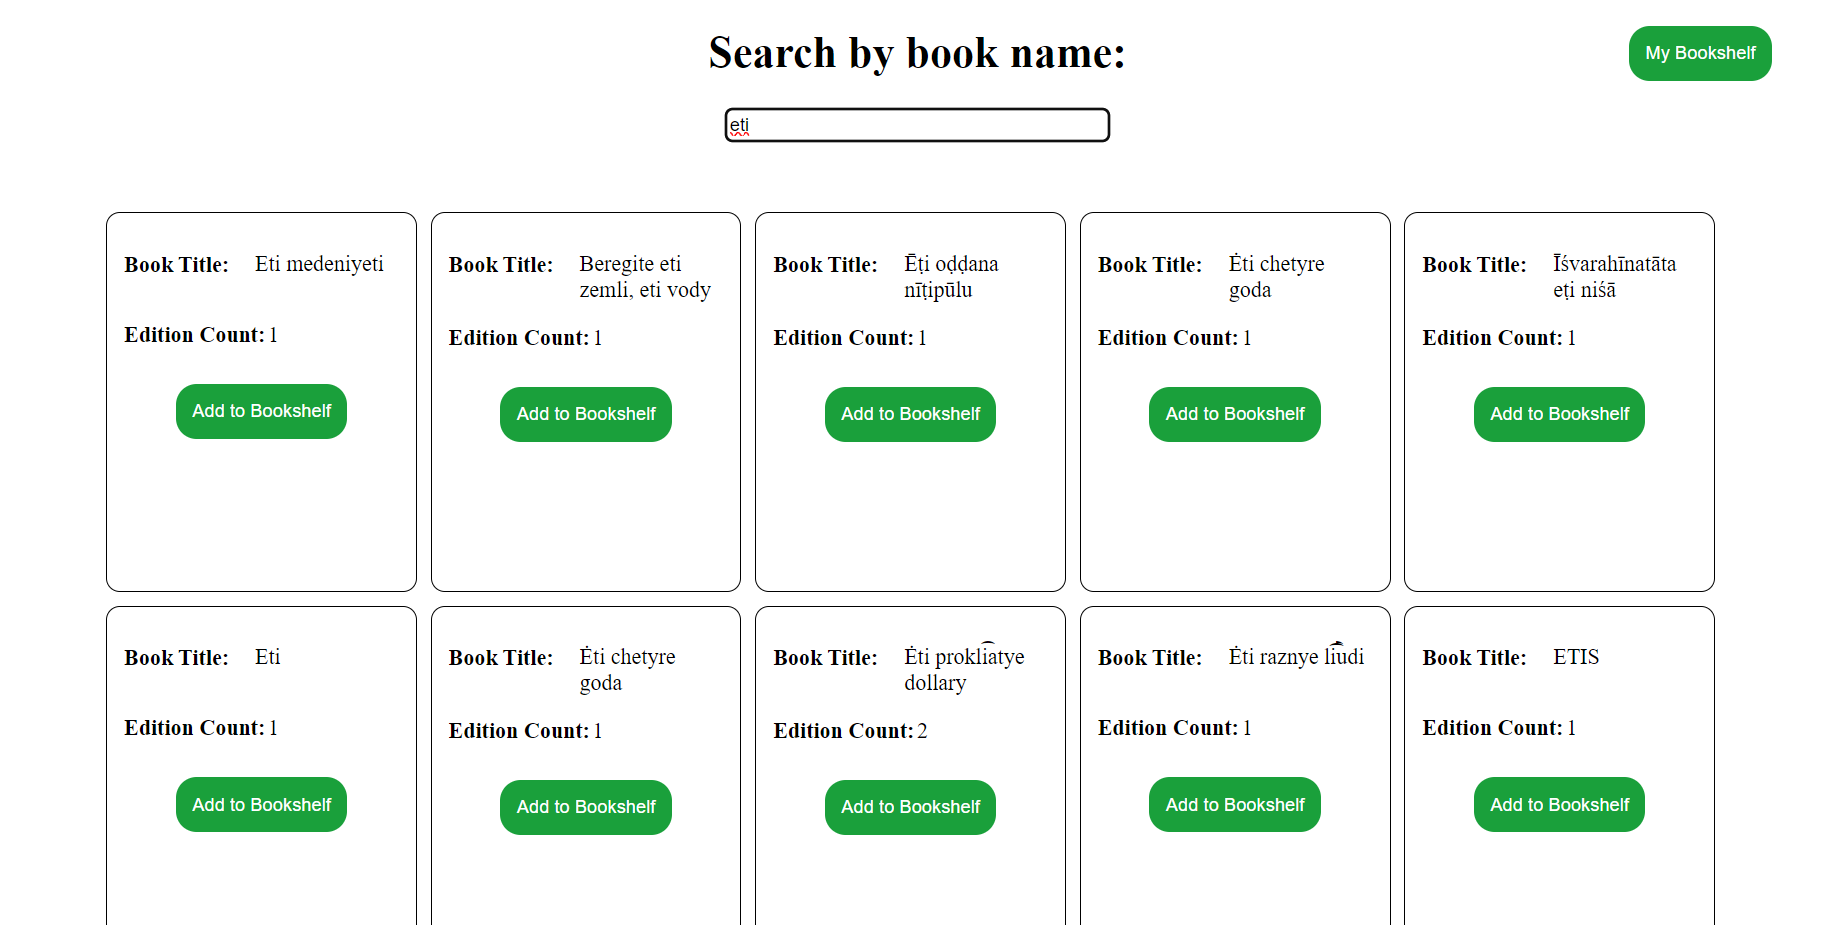 Search by book name:
My Bookshelf
eti
Book Title: Eti medeniyeti
Edition Count: 1
Add to Bookshelf
Book Title: Beregite eti
zemli, eti vody
Edition Count: 1
Add to Bookshelf
Book Title: Ēṭi oḍḍana
nīṭipūlu
Edition Count: 1
Add to Bookshelf
Book Title: Ėti chetyre
goda
Edition Count: 1
Add to Bookshelf
Book Title: Īśvarahīnatāta
eṭi niśā
Edition Count: 1
Add to Bookshelf
Book Title: Eti
Edition Count: 1
Add to Bookshelf
Book Title: Ėti chetyre
goda
Edition Count: 1
Add to Bookshelf
Book Title: Ėti prokli͡atye
dollary
Edition Count: 2
Add to Bookshelf
Book Title: Ėti raznye li͡udi
Edition Count: 1
Add to Bookshelf
Book Title: ETIS
Edition Count: 1
Add to Bookshelf